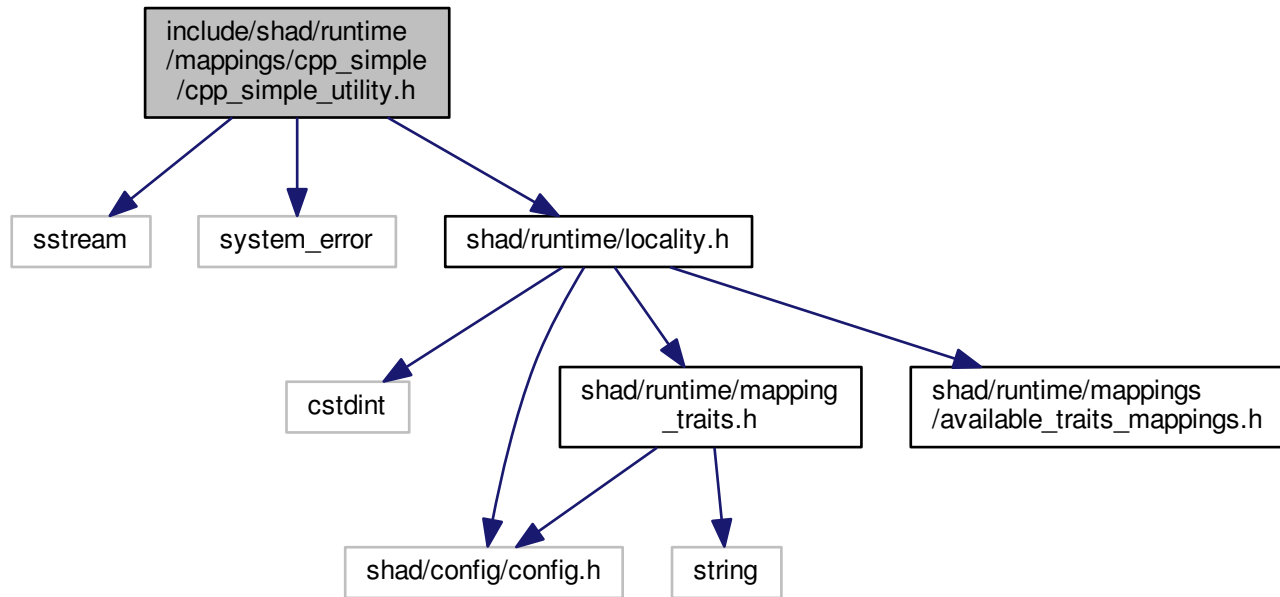 include/shad/runtime
/mappings/cpp_simple
/cpp_simple_utility.h
sstream
system_error
shad/runtime/locality.h
cstdint
shad/runtime/mapping
_traits.h
shad/runtime/mappings
/available_traits_mappings.h
shad/config/config.h
string